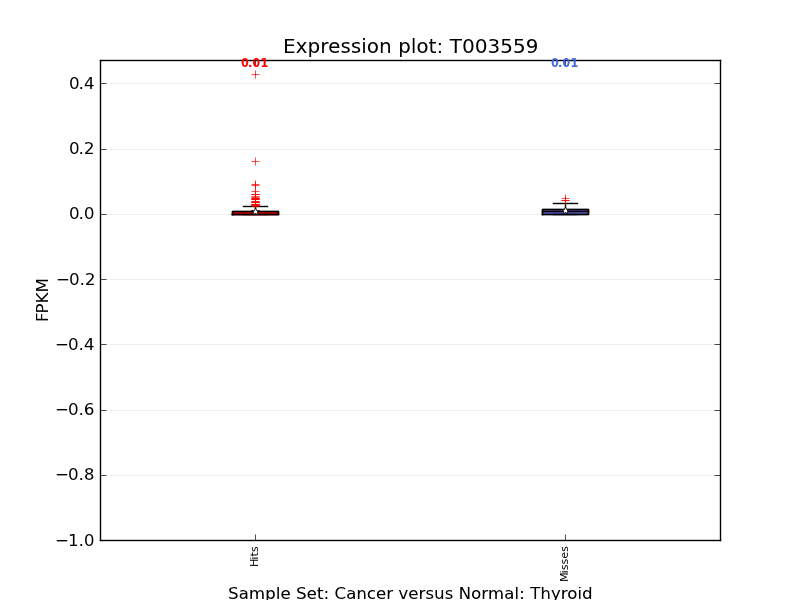 Expression plot: T003559
0.01
0.01
0.4
0.2
0.0
−0.2
−0.4
−0.6
−0.8
−1.0
FPKM
Hits
Misses
Sample Set: Cancer versus Normal: Thyroid